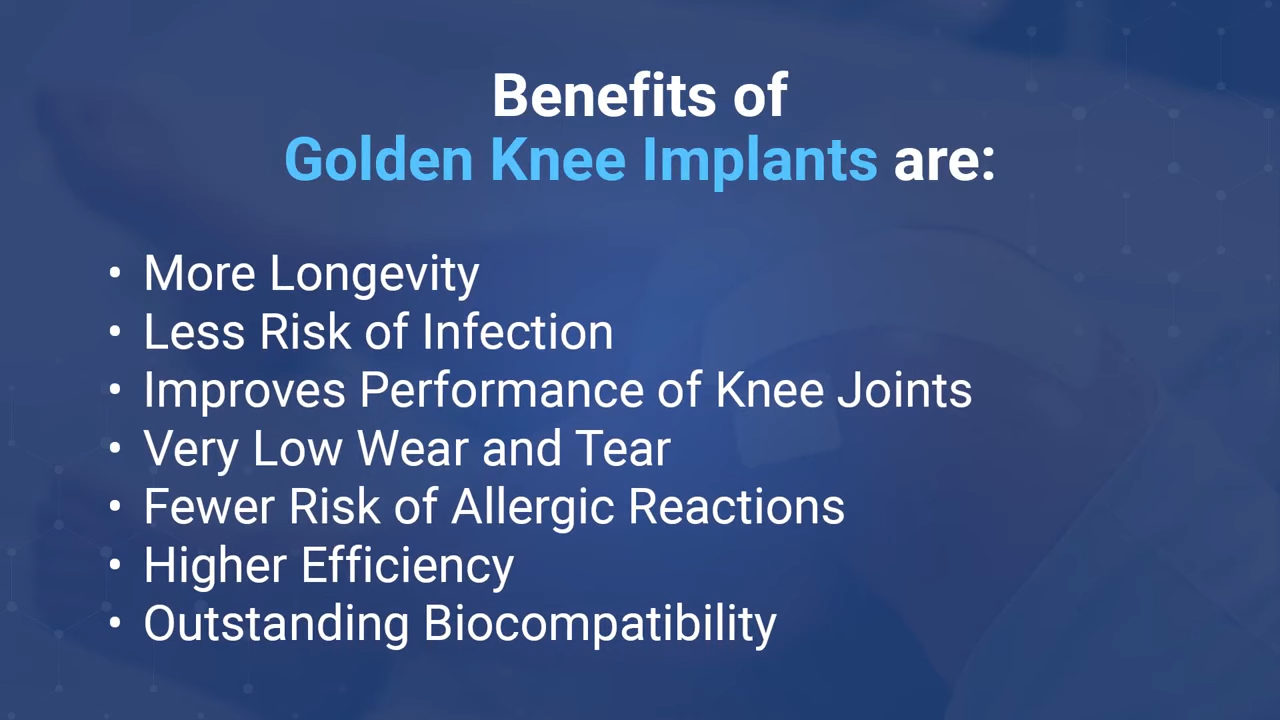 Benefits of
Golden Knee Implants are:
• More Longevity
• Less Risk of Infection
• Improves Performance of Knee Joints
• Very Low Wear and Tear
• Fewer Risk of Allergic Reactions
• Higher Efficiency
• Outstanding Biocompatibility